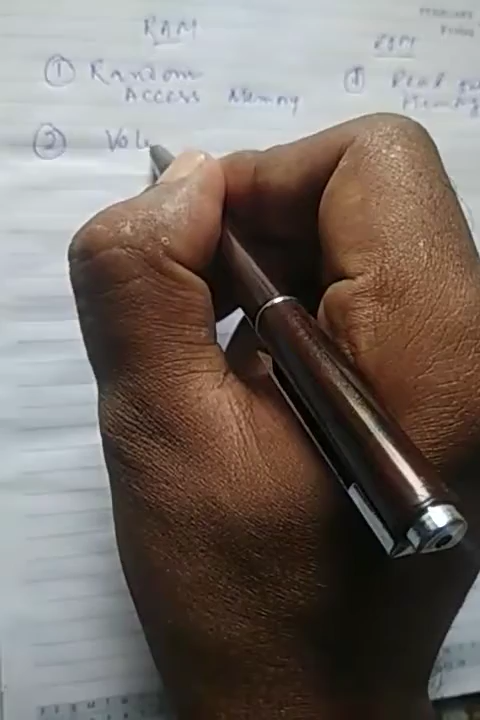 RAM
ROM
① Random
Access Memory
① Read
Memory
② Vol